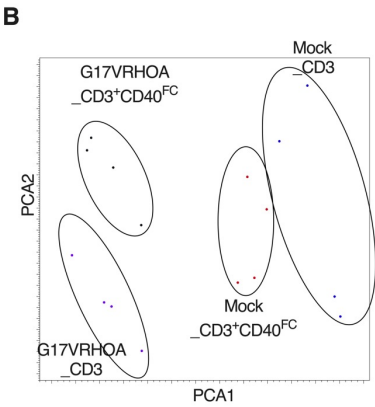 B
Mock
_CD3
G17VRHOA
_CD3⁺CD40ᶠᶜ
PCA2
Mock
_CD3⁺CD40ᶠᶜ
G17VRHOA
_CD3
PCA1